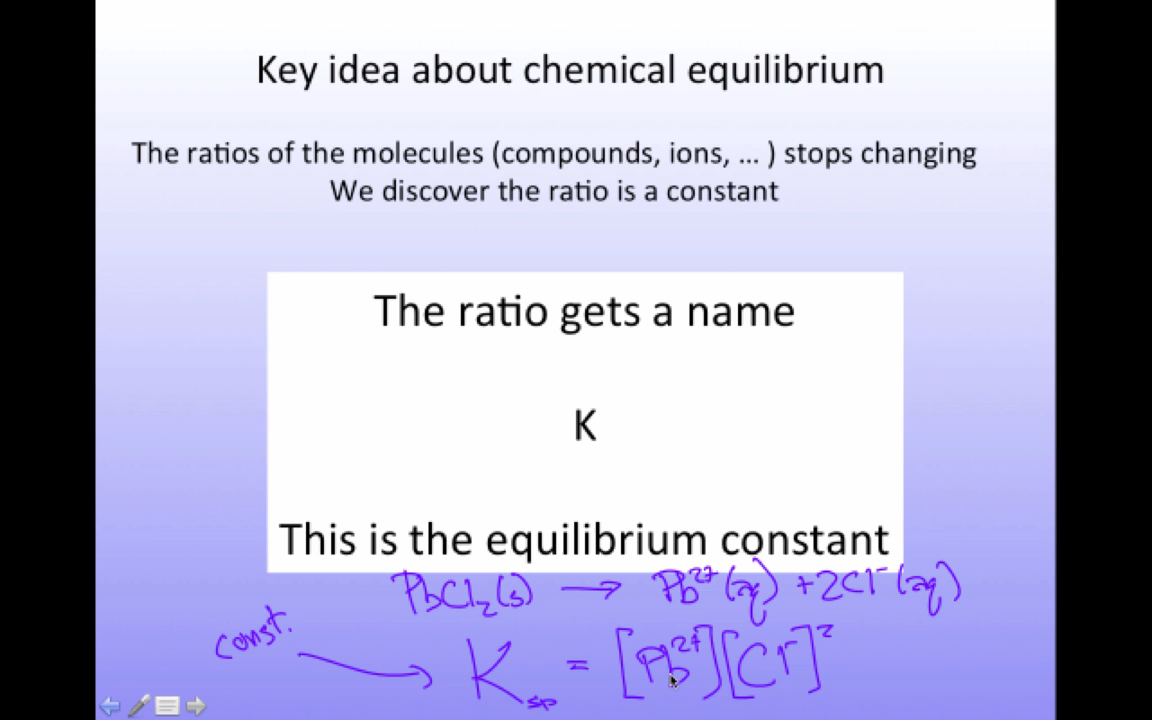 Key idea about chemical equilibrium
The ratios of the molecules (compounds, ions, ... ) stops changing
We discover the ratio is a constant
The ratio gets a name
K
This is the equilibrium constant
PbCl₂(s) → Pb²⁺(aq) + 2Cl⁻(aq)
const.
K_sp = [Pb²⁺][Cl⁻]²